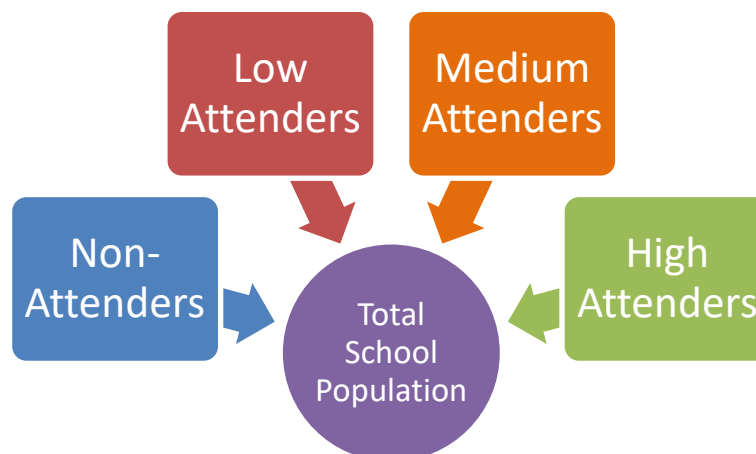 Low
Attenders
Medium
Attenders
Non-
Attenders
High
Attenders
Total
School
Population